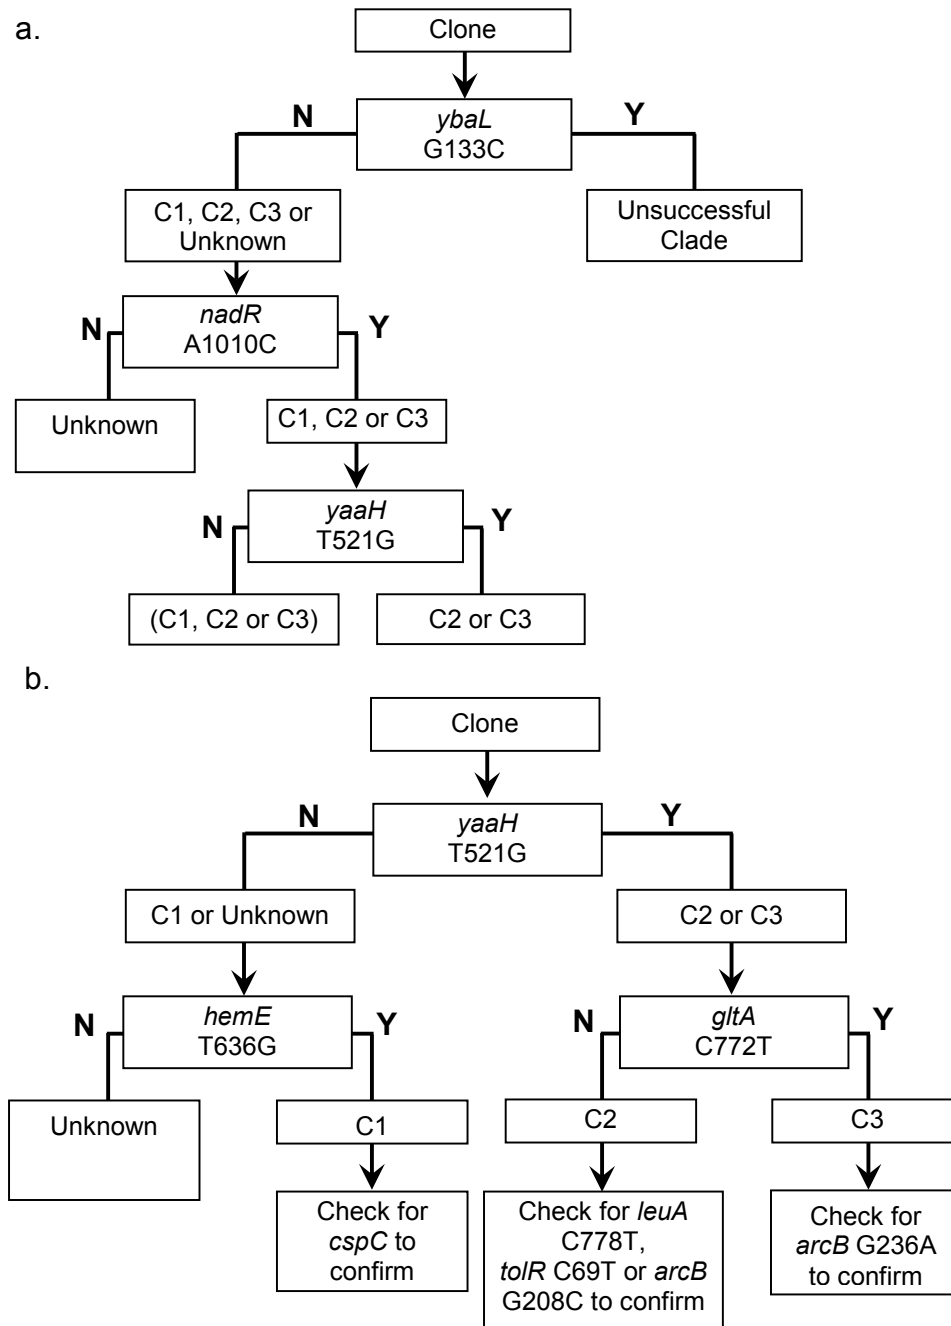 a.
Clone
N
Y
ybaL
G133C
C1, C2, C3 or
Unknown
Unsuccessful
Clade
N
Y
nadR
A1010C
Unknown
C1, C2 or C3
N
Y
yaaH
T521G
(C1, C2 or C3)
C2 or C3
b.
Clone
N
Y
yaaH
T521G
C1 or Unknown
C2 or C3
N
Y
hemE
T636G
N
Y
gltA
C772T
Unknown
C1
C2
C3
Check for
cspC to
confirm
Check for leuA
C778T,
tolR C69T or arcB
G208C to confirm
Check for
arcB G236A
to confirm